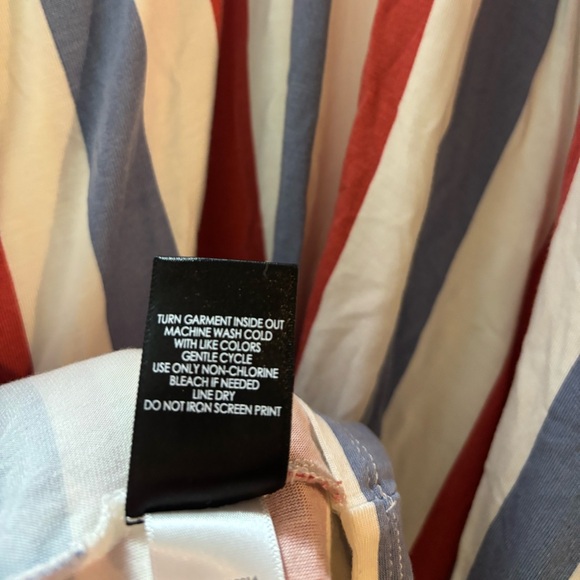 TURN GARMENT INSIDE OUT
MACHINE WASH COLD
WITH LIKE COLORS
GENTLE CYCLE
USE ONLY NON-CHLORINE
BLEACH IF NEEDED
LINE DRY
DO NOT IRON SCREEN PRINT